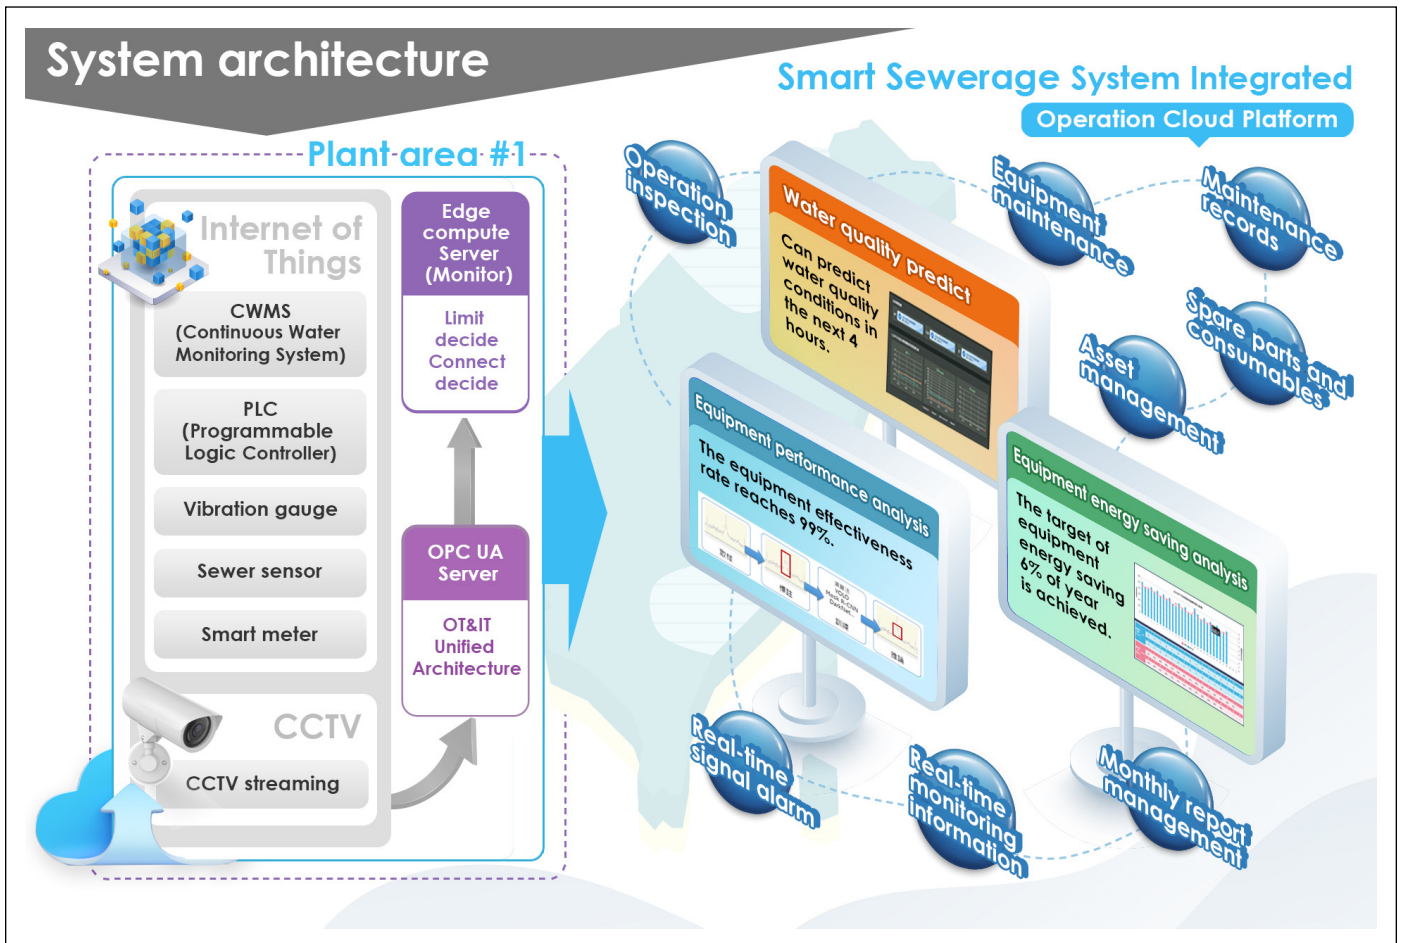 System architecture
Smart Sewerage System Integrated
Operation Cloud Platform
Plant area #1
Internet of
Things
CWMS
(Continuous Water
Monitoring System)
PLC
(Programmable
Logic Controller)
Vibration gauge
Sewer sensor
Smart meter
CCTV
CCTV streaming
Edge
compute
Server
(Monitor)
Limit
decide
Connect
decide
OPC UA
Server
OT&IT
Unified
Architecture
Operation
inspection
Water quality predict
Can predict
water quality
conditions in
the next 4
hours.
Equipment
maintenance
Maintenance
records
Spare parts and
consumables
Asset
management
Equipment performance analysis
The equipment effectiveness
rate reaches 99%.
YOLO
Mask R-CNN
DarkNet...
Equipment energy saving analysis
The target of
equipment
energy saving
6% of year
is achieved.
Real-time
signal alarm
Real-time
monitoring
information
Monthly report
management